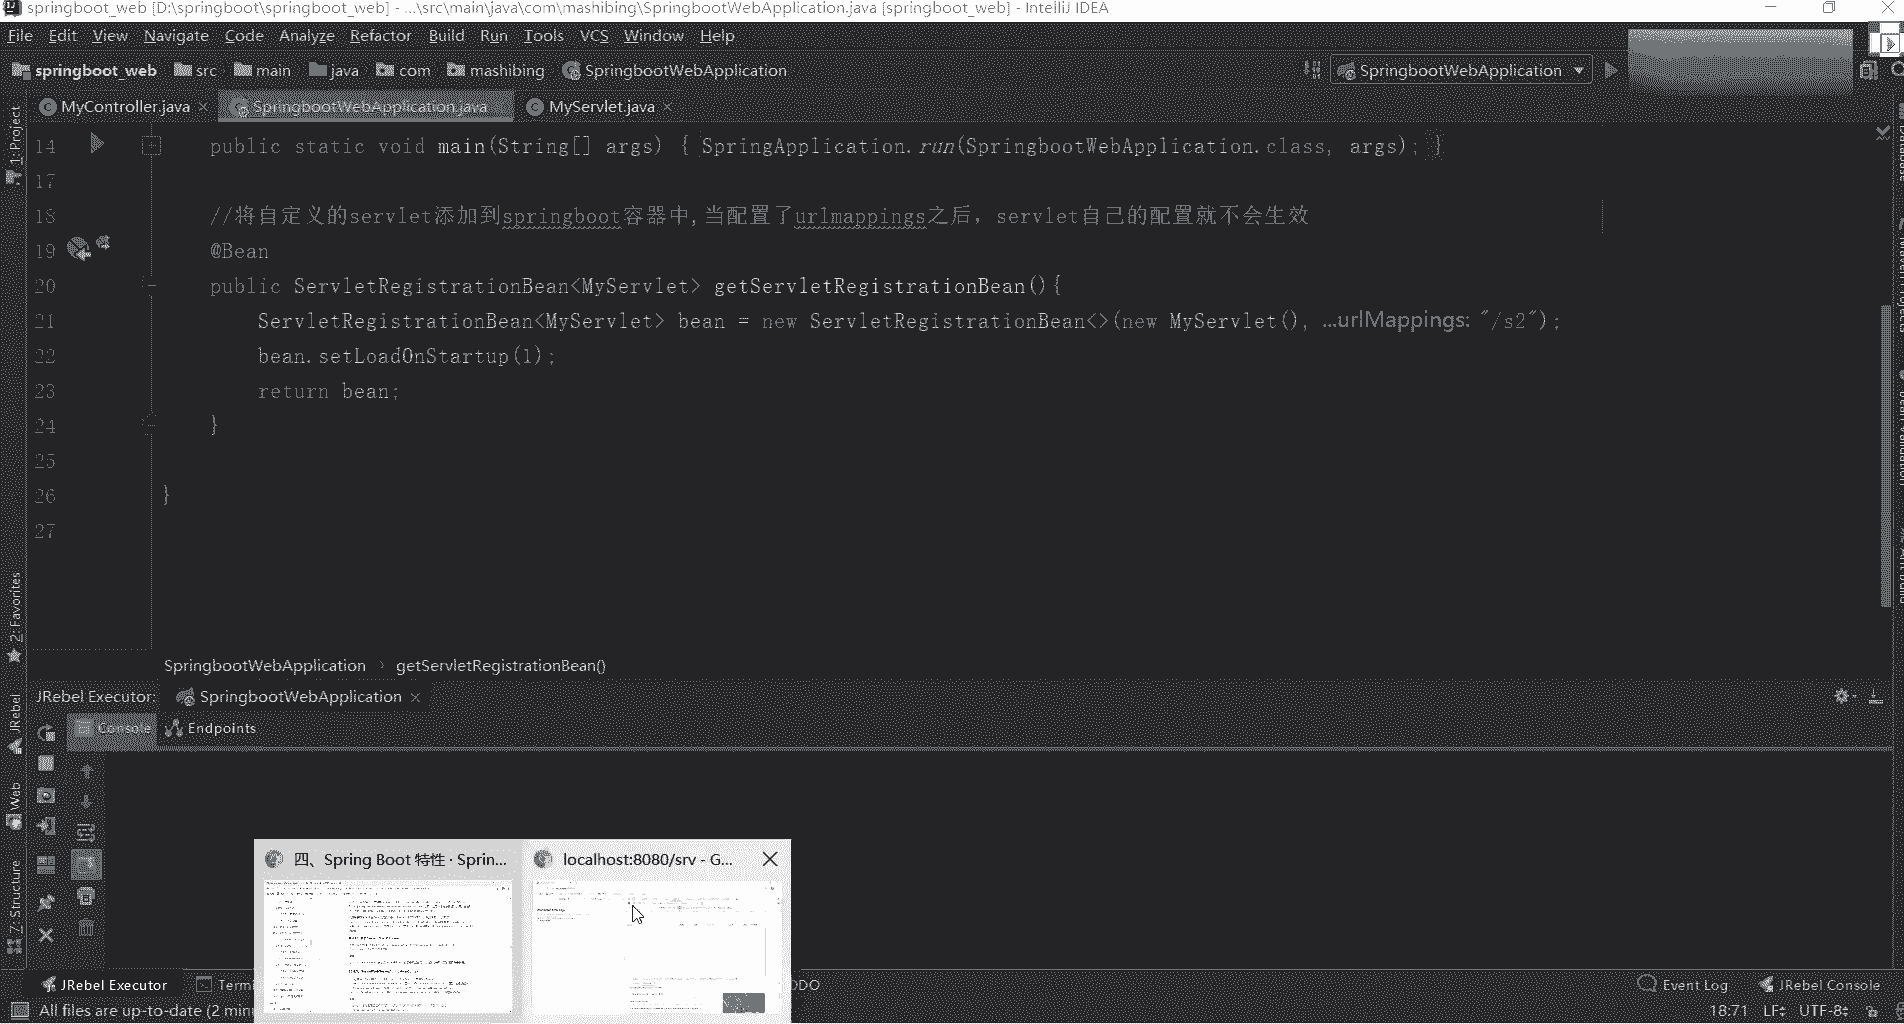 springboot_web [D:\springboot\springboot_web] - ...\src\main\java\com\mashibing\SpringbootWebApplication.java [springboot_web] - IntelliJ IDEA
File Edit View Navigate Code Analyze Refactor Build Run Tools VCS Window Help
springboot_web src main java com mashibing SpringbootWebApplication SpringbootWebApplication
MyController.java SpringbootWebApplication.java MyServlet.java
1: Project
14 public static void main(String[] args) { SpringApplication.run(SpringbootWebApplication.class, args); }
17
18 //将自定义的servlet添加到springboot容器中,当配置了urlmappings之后，servlet自己的配置就不会生效
19 @Bean
20 public ServletRegistrationBean<MyServlet> getServletRegistrationBean(){
21 ServletRegistrationBean<MyServlet> bean = new ServletRegistrationBean<>(new MyServlet(), ...urlMappings: "/s2");
22 bean.setLoadOnStartup(1);
23 return bean;
24 }
25
26 }
27
2: Favorites
SpringbootWebApplication › getServletRegistrationBean()
JRebel Executor: SpringbootWebApplication
JRebel
Console Endpoints
Web
四、Spring Boot 特性 · Sprin... localhost:8080/srv - G...
Z-Structure
JRebel Executor Termi ODO Event Log JRebel Console
All files are up-to-date (2 min 18:71 LF UTF-8